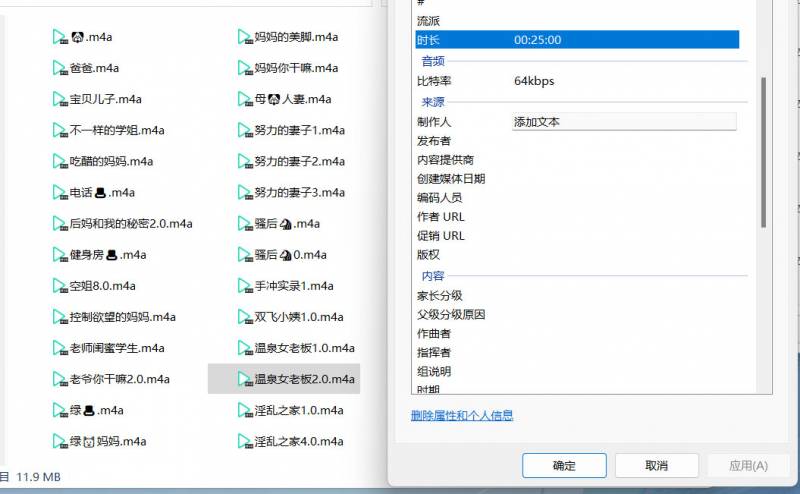 .m4a
爸爸.m4a
宝贝儿子.m4a
不一样的学姐.m4a
吃醋的妈妈.m4a
电话.m4a
后妈和我的秘密2.0.m4a
健身房.m4a
空姐8.0.m4a
控制欲望的妈妈.m4a
老师闺蜜学生.m4a
老爷你干嘛2.0.m4a
绿.m4a
绿妈妈.m4a
妈妈的美脚.m4a
妈妈你干嘛.m4a
母人妻.m4a
努力的妻子1.m4a
努力的妻子2.m4a
努力的妻子3.m4a
骚后.m4a
骚后0.m4a
手冲实录1.m4a
双飞小姨1.0.m4a
温泉女老板1.0.m4a
温泉女老板2.0.m4a
淫乱之家1.0.m4a
淫乱之家4.0.m4a
目 11.9 MB
#
流派
时长 00:25:00
音频
比特率 64kbps
来源
制作人 添加文本
发布者
内容提供商
创建媒体日期
编码人员
作者 URL
促销 URL
版权
内容
家长分级
父级分级原因
作曲者
指挥者
组说明
时期
删除属性和个人信息
确定 取消 应用(A)